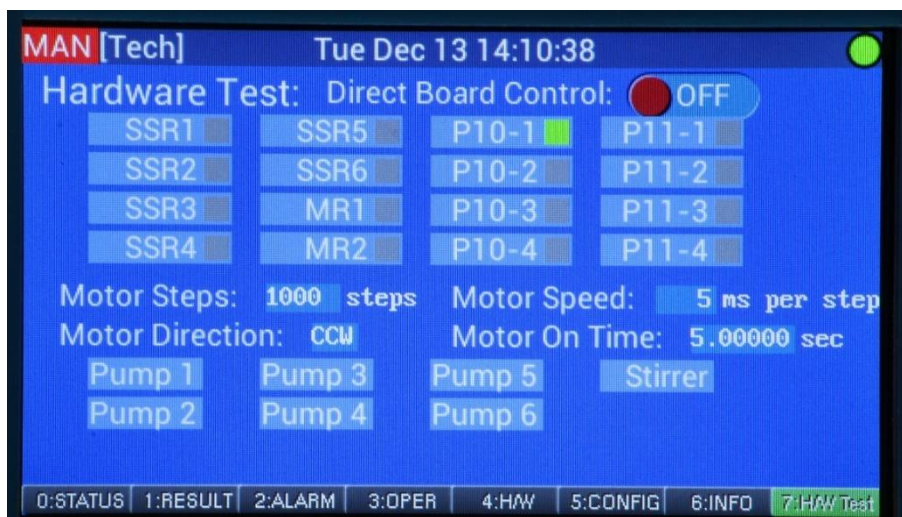 MAN [Tech] Tue Dec 13 14:10:38
Hardware Test: Direct Board Control: OFF
SSR1 SSR5 P10-1 P11-1
SSR2 SSR6 P10-2 P11-2
SSR3 MR1 P10-3 P11-3
SSR4 MR2 P10-4 P11-4
Motor Steps: 1000 steps Motor Speed: 5 ms per step
Motor Direction: CCW Motor On Time: 5.00000 sec
Pump 1 Pump 3 Pump 5 Stirrer
Pump 2 Pump 4 Pump 6
0:STATUS 1:RESULT 2:ALARM 3:OPER 4:H/W 5:CONFIG 6:INFO 7:H/W Test